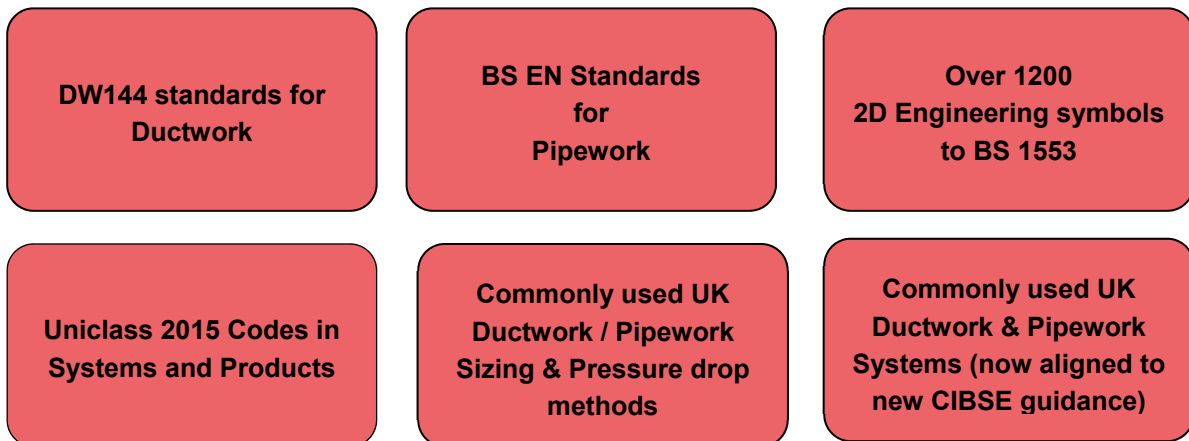 DW144 standards for
Ductwork
BS EN Standards
for
Pipework
Over 1200
2D Engineering symbols
to BS 1553
Uniclass 2015 Codes in
Systems and Products
Commonly used UK
Ductwork / Pipework
Sizing & Pressure drop
methods
Commonly used UK
Ductwork & Pipework
Systems (now aligned to
new CIBSE guidance)